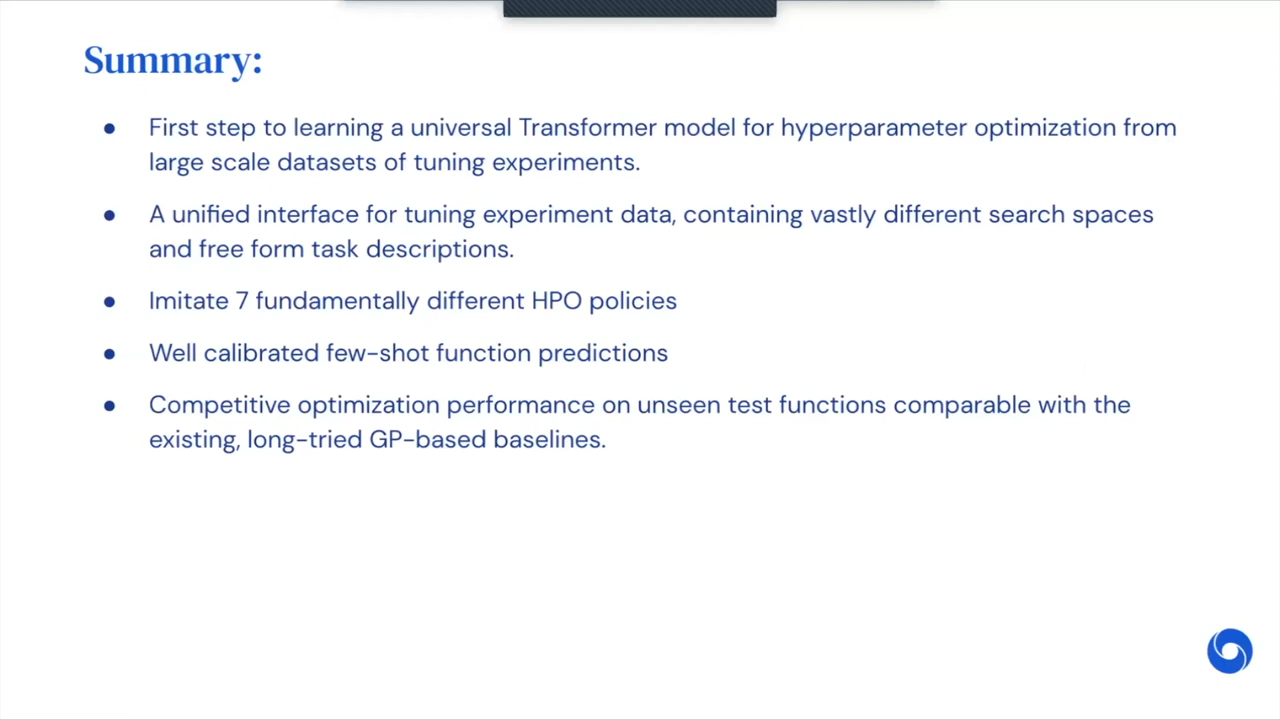 Summary:
● First step to learning a universal Transformer model for hyperparameter optimization from
large scale datasets of tuning experiments.
● A unified interface for tuning experiment data, containing vastly different search spaces
and free form task descriptions.
● Imitate 7 fundamentally different HPO policies
● Well calibrated few-shot function predictions
● Competitive optimization performance on unseen test functions comparable with the
existing, long-tried GP-based baselines.